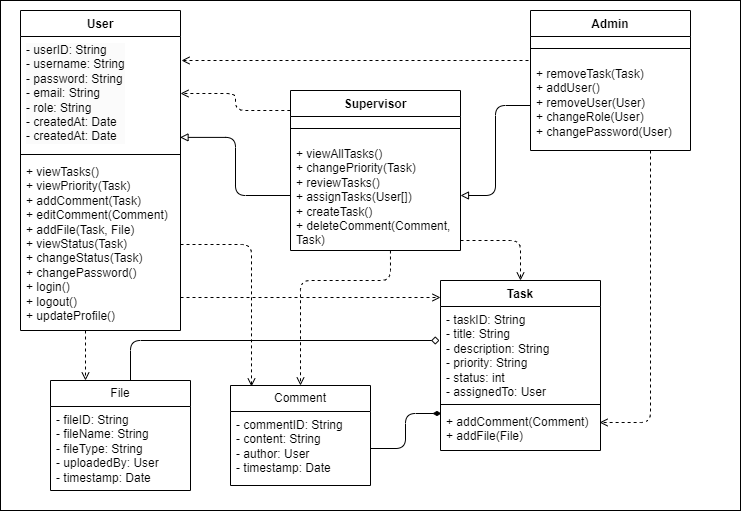 User
- userID: String
- username: String
- password: String
- email: String
- role: String
- createdAt: Date
- createdAt: Date
+ viewTasks()
+ viewPriority(Task)
+ addComment(Task)
+ editComment(Comment)
+ addFile(Task, File)
+ viewStatus(Task)
+ changeStatus(Task)
+ changePassword()
+ login()
+ logout()
+ updateProfile()
Supervisor
+ viewAllTasks()
+ changePriority(Task)
+ reviewTasks()
+ assignTasks(User[])
+ createTask()
+ deleteComment(Comment,
Task)
Admin
+ removeTask(Task)
+ addUser()
+ removeUser(User)
+ changeRole(User)
+ changePassword(User)
Task
- taskID: String
- title: String
- description: String
- priority: String
- status: int
- assignedTo: User
+ addComment(Comment)
+ addFile(File)
File
- fileID: String
- fileName: String
- fileType: String
- uploadedBy: User
- timestamp: Date
Comment
- commentID: String
- content: String
- author: User
- timestamp: Date